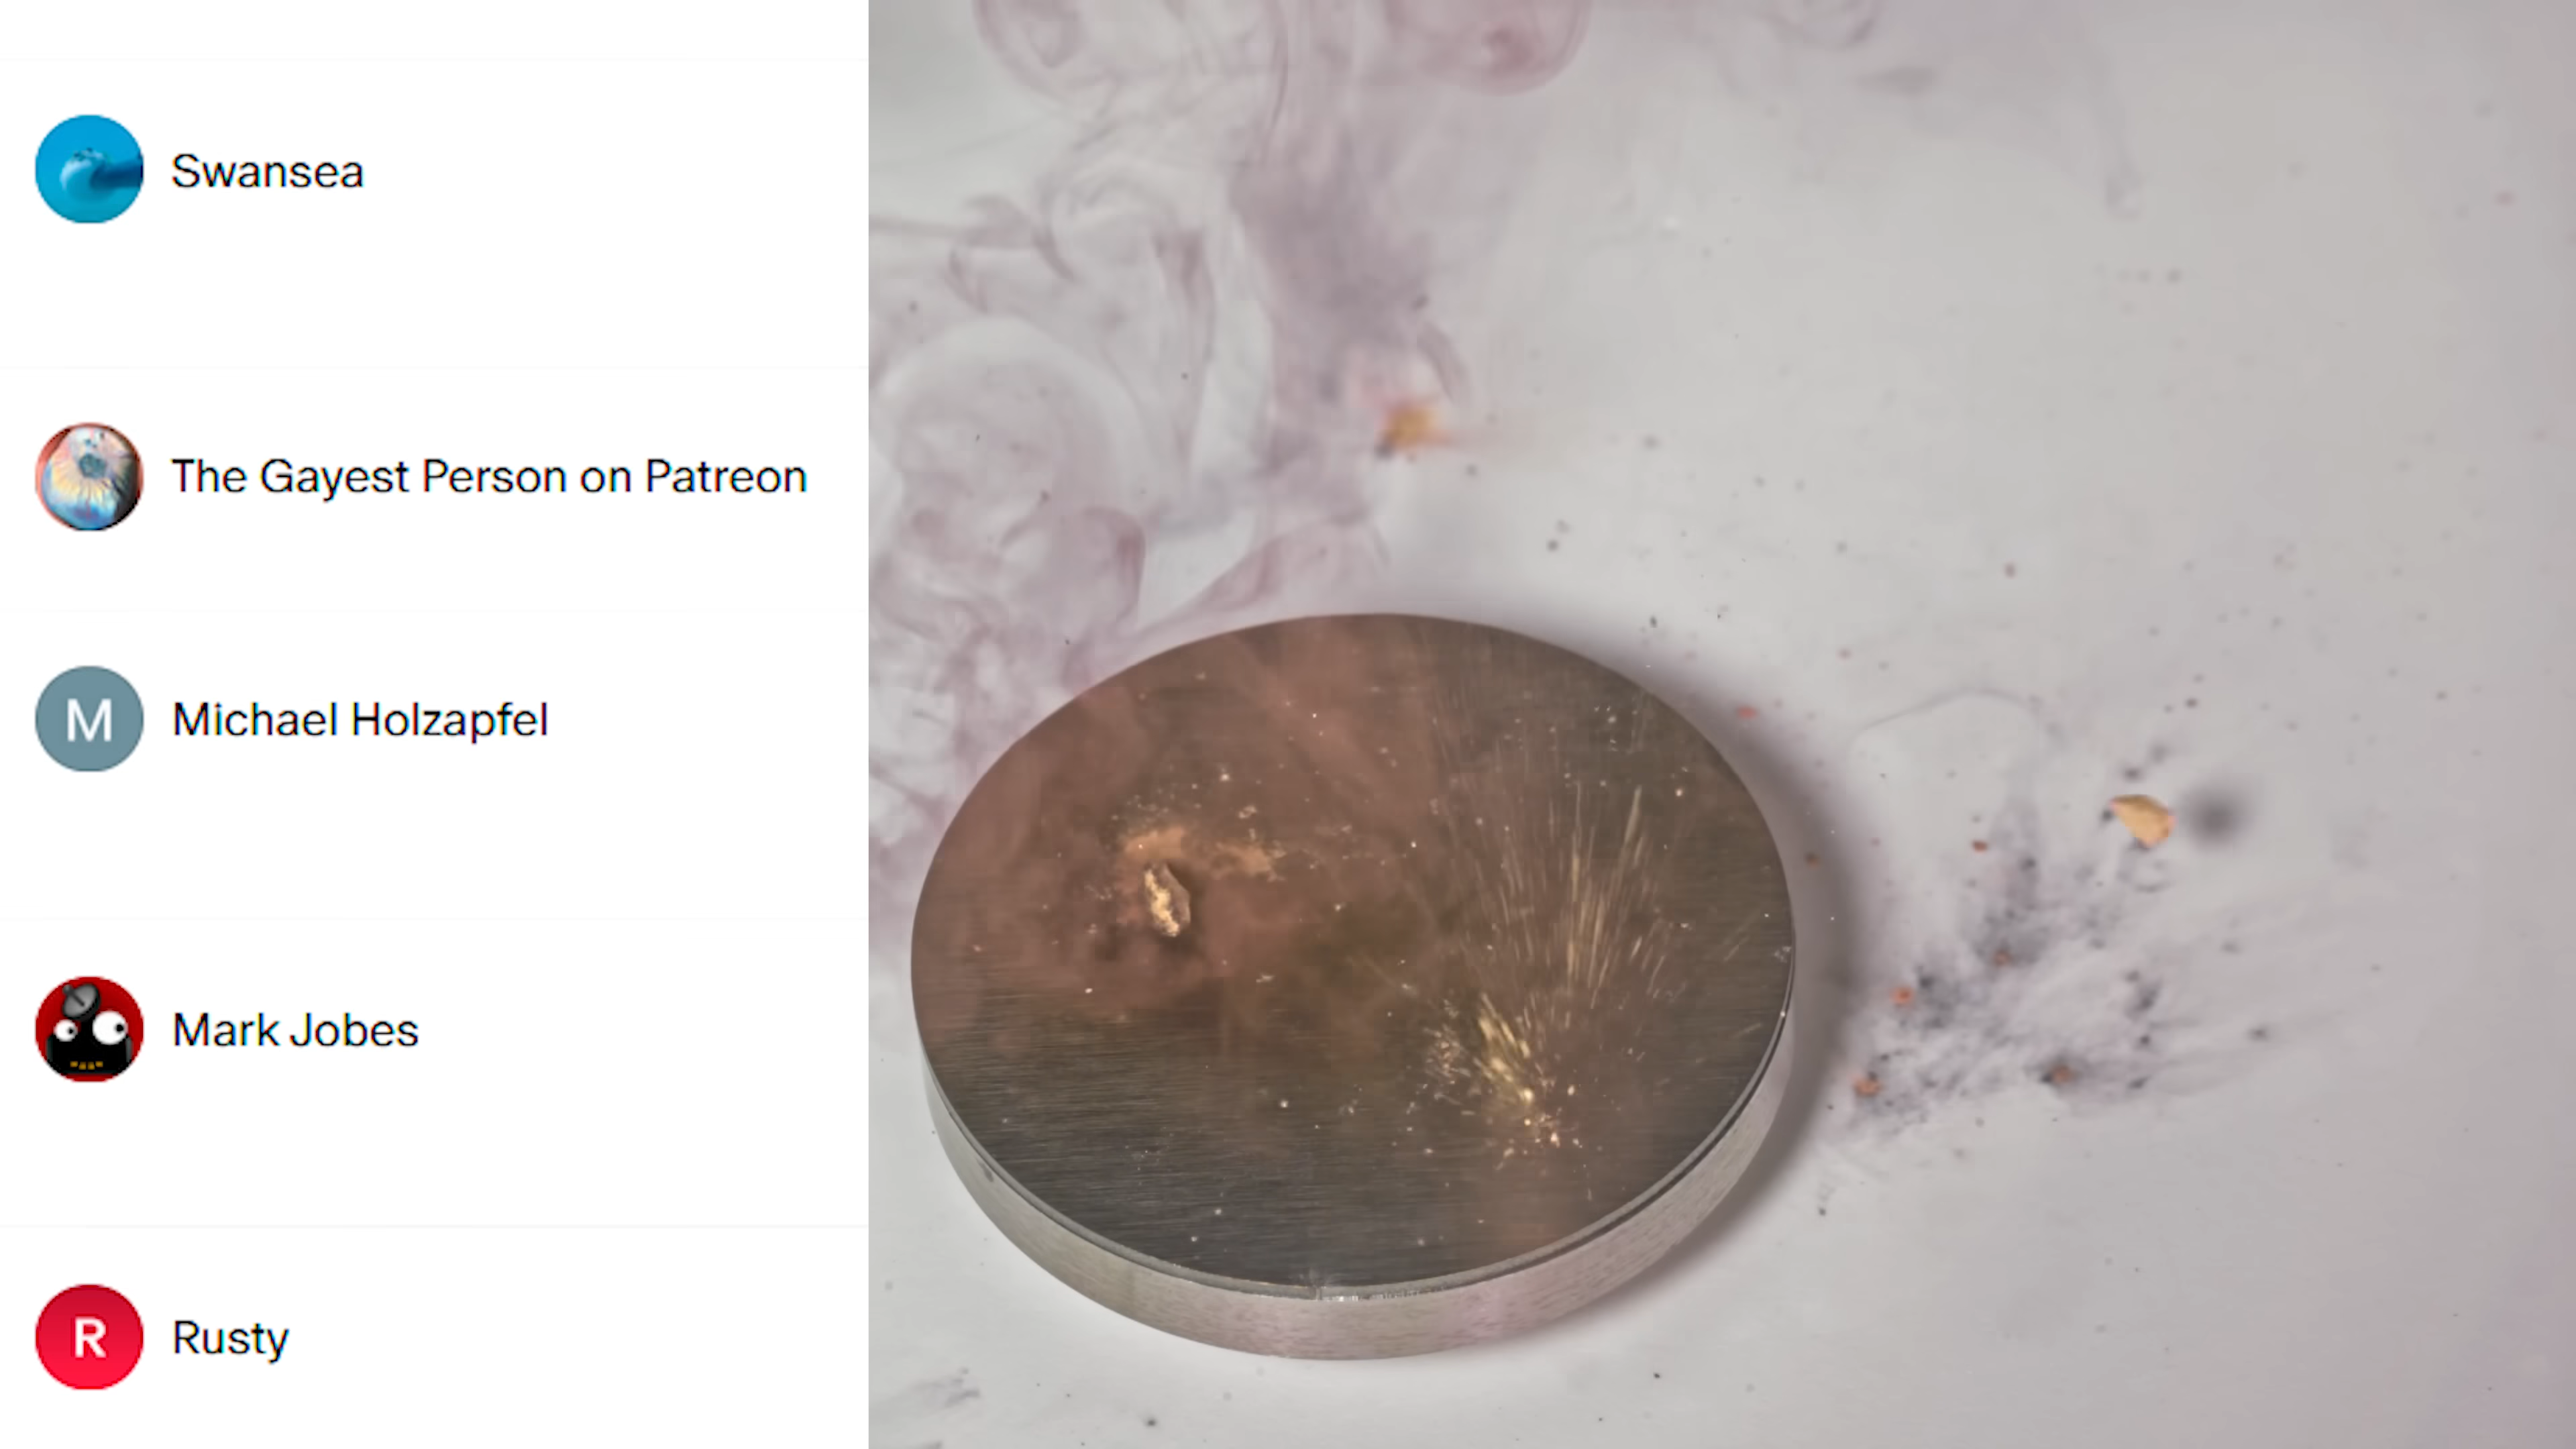 Swansea
The Gayest Person on Patreon
M
Michael Holzapfel
Mark Jobes
R
Rusty